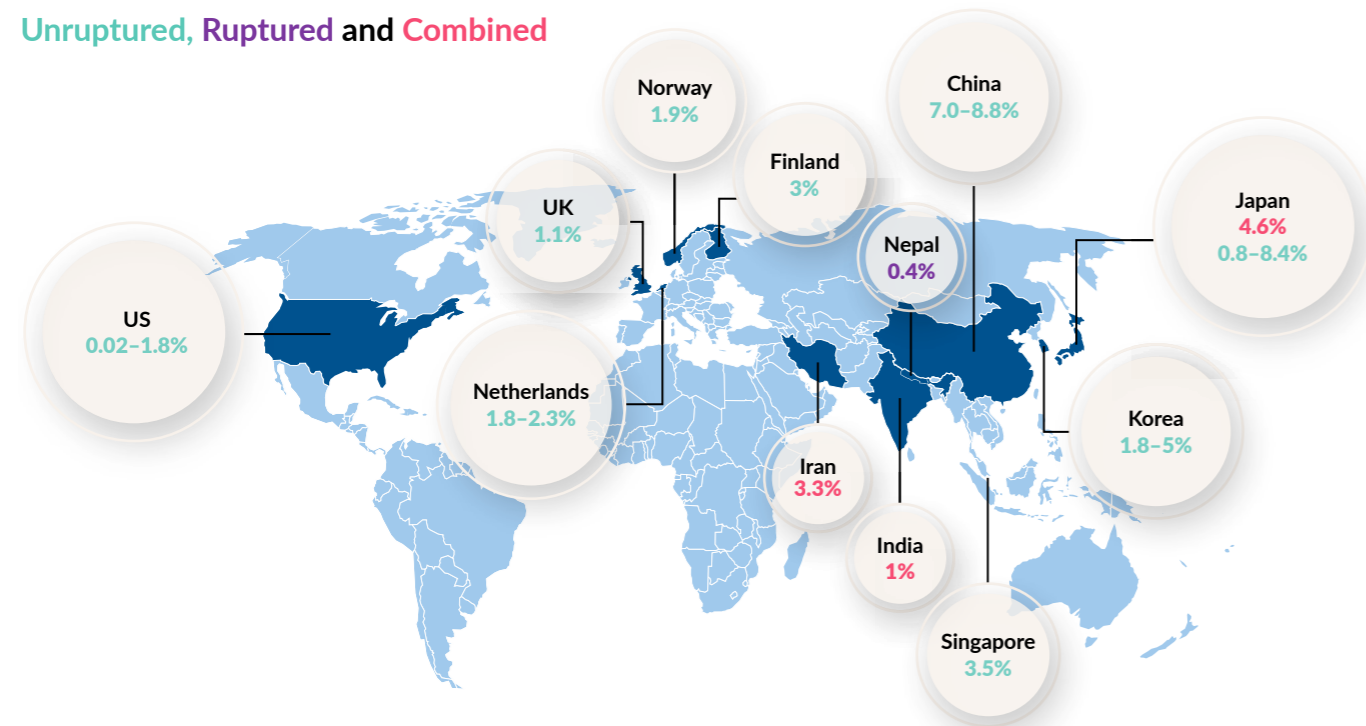 Unruptured, Ruptured and Combined
Norway
1.9%
China
7.0–8.8%
Finland
3%
UK
1.1%
Japan
4.6%
0.8–8.4%
Nepal
0.4%
US
0.02–1.8%
Netherlands
1.8–2.3%
Korea
1.8–5%
Iran
3.3%
India
1%
Singapore
3.5%